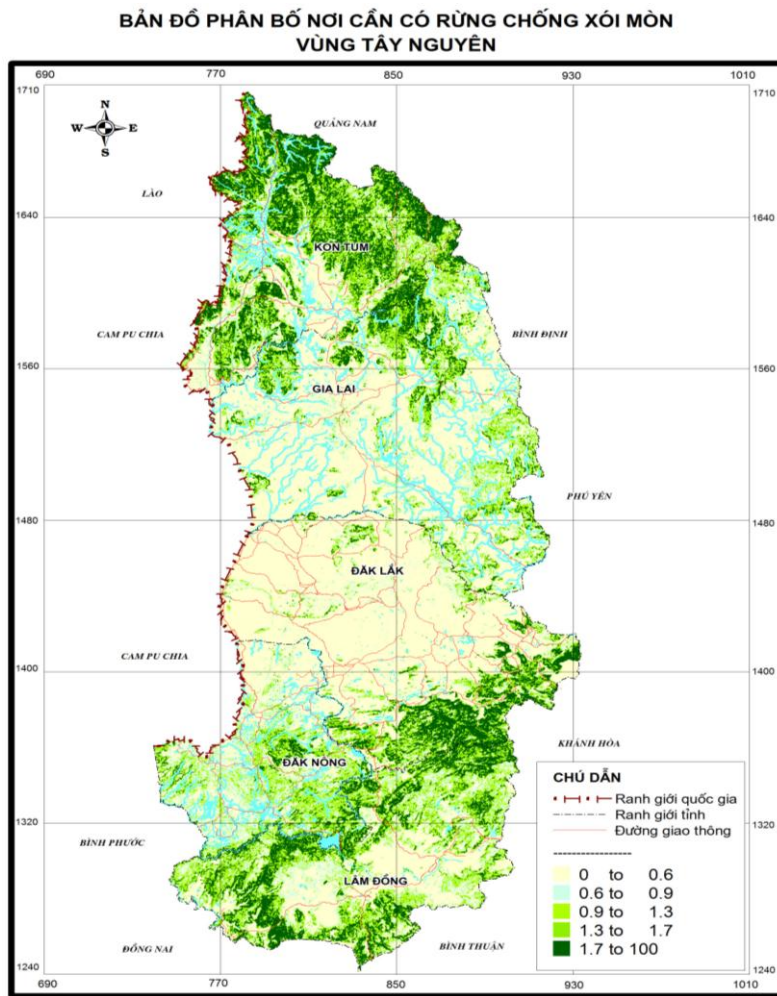 BẢN ĐỒ PHÂN BỐ NƠI CẦN CÓ RỪNG CHỐNG XÓI MÒN
VÙNG TÂY NGUYÊN
690 770 850 930 1010
1710 1710
N
W E
S
QUẢNG NAM
LÀO
1640 1640
KON TUM
CAM PU CHIA
BÌNH ĐỊNH
1560 1560
GIA LAI
PHÚ YÊN
1480 1480
ĐĂK LẮK
CAM PU CHIA
1400 1400
KHÁNH HÒA
ĐĂK NÔNG
CHÚ DẪN
Ranh giới quốc gia
Ranh giới tỉnh
Đường giao thông
1320 1320
BÌNH PHƯỚC
0 to 0.6
0.6 to 0.9
0.9 to 1.3
1.3 to 1.7
1.7 to 100
LÂM ĐỒNG
ĐỒNG NAI
BÌNH THUẬN
1240 1240
690 770 850 930 1010